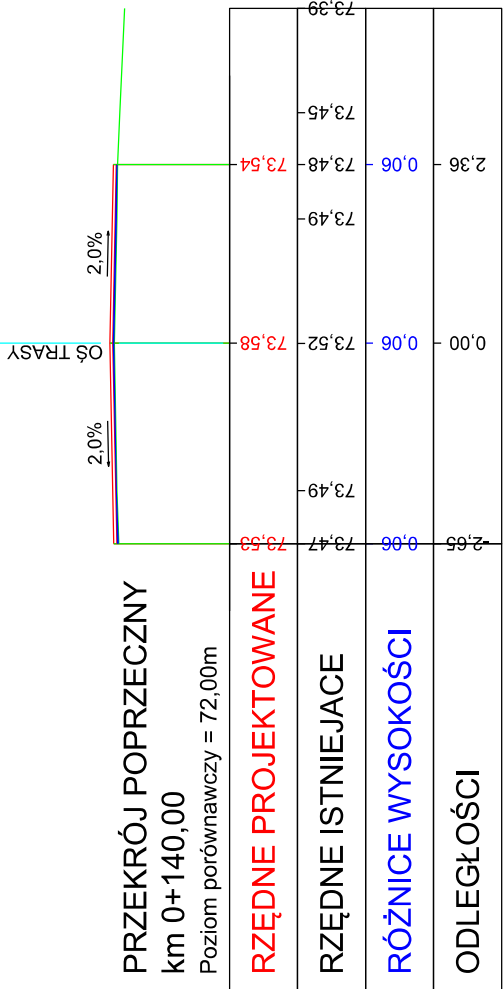 OŚ TRASY
2,0%
2,0%
PRZEKRÓJ POPRZECZNY
km 0+140,00
Poziom porównawczy = 72,00m
RZĘDNE PROJEKTOWANE
73,53
73,58
73,54
RZĘDNE ISTNIEJACE
73,47
73,49
73,52
73,49
73,48
73,45
73,39
RÓŻNICE WYSOKOŚCI
0,06
0,06
0,06
ODLEGŁOŚCI
-2,65
0,00
2,36